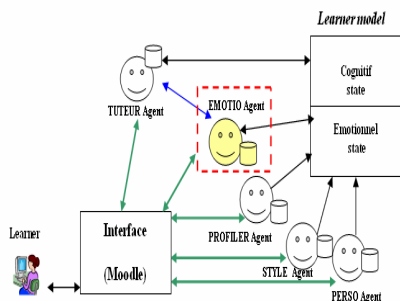 Learner model
Cognitif
state
EMOTIO Agent
TUTEUR Agent
Emotionnel
state
Learner
Interface
(Moodle)
PROFILER Agent
STYLE Agent
PERSO Agent